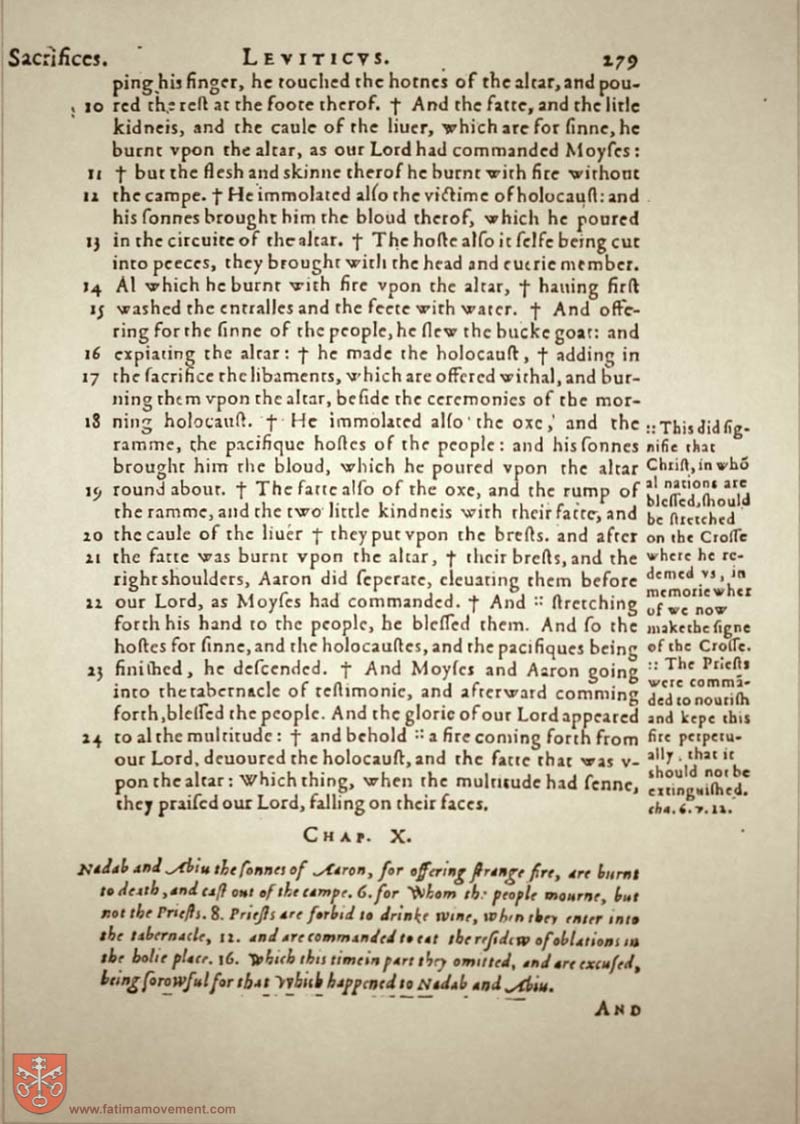 Sacrifices. LEVITICVS. 279
ping his finger, he touched the hornes of the altar, and pou-
10 red the rest at the foote therof. † And the fatte, and the litle
kidneis, and the caule of the liuer, which are for sinne, he
burnt vpon the altar, as our Lord had commanded Moyses:
11 † but the flesh and skinne therof he burnt with fire without
12 the campe. † He immolated also the victime of holocaust: and
his sonnes brought him the bloud therof, which he poured
13 in the circuite of the altar. † The hoste also it selfe being cut
into peeces, they brought with the head and euerie member.
14 Al which he burnt with fire vpon the altar, † hauing first
15 washed the entralles and the feete with water. † And offe-
ring for the sinne of the people, he slew the bucke goat: and
16 expiating the altar: † he made the holocaust, † adding in
17 the sacrifice the libaments, which are offered withal, and bur-
ning them vpon the altar, beside the ceremonies of the mor-
18 ning holocaust. † He immolated also the oxe, and the
ramme, the pacifique hostes of the people: and his sonnes
brought him the bloud, which he poured vpon the altar
19 round about. † The fatte also of the oxe, and the rump of
the ramme, and the two little kindneis with their fatte, and
20 the caule of the liuer † they put vpon the brests. and after
21 the fatte was burnt vpon the altar, † their brests, and the
right shoulders, Aaron did seperate, eleuating them before
22 our Lord, as Moyses had commanded. † And :: stretching
forth his hand to the people, he blessed them. And so the
hostes for sinne, and the holocaustes, and the pacifiques being
23 finished, he descended. † And Moyses and Aaron going
into the tabernacle of testimonie, and afterward comming
forth, blessed the people. And the glorie of our Lord appeared
24 to al the multitude: † and behold :: a fire coming forth from
our Lord, deuoured the holocaust, and the fatte that was v-
pon the altar: Which thing, when the multitude had senne,
they praised our Lord, falling on their faces.
:: This did sig-
nifie that
Christ, in whõ
al nations are
blessed, should
be stretched
on the Crosse
where he re-
demed vs, in
memorie wher
of we now
make the signe
of the Crosse.
:: The Priests
were commã-
ded to nourish
and kepe this
fire perpetu-
ally, that it
should not be
extinguished.
cha. 6. v. 12.
CHAP. X.
Nadab and Abiu the sonnes of Aaron, for offering strange fire, are burnt
to death, and cast out of the campe. 6. for Whom the people mourne, but
not the Priests. 8. Priests are forbid to drinke wine, when they enter into
the tabernacle, 12. and are commanded to eat the residew of oblations in
the holie place. 16. Which this time in part they omitted, and are excused,
being sorowful for that Which happened to Nadab and Abiu.
AND
www.fatimamovement.com